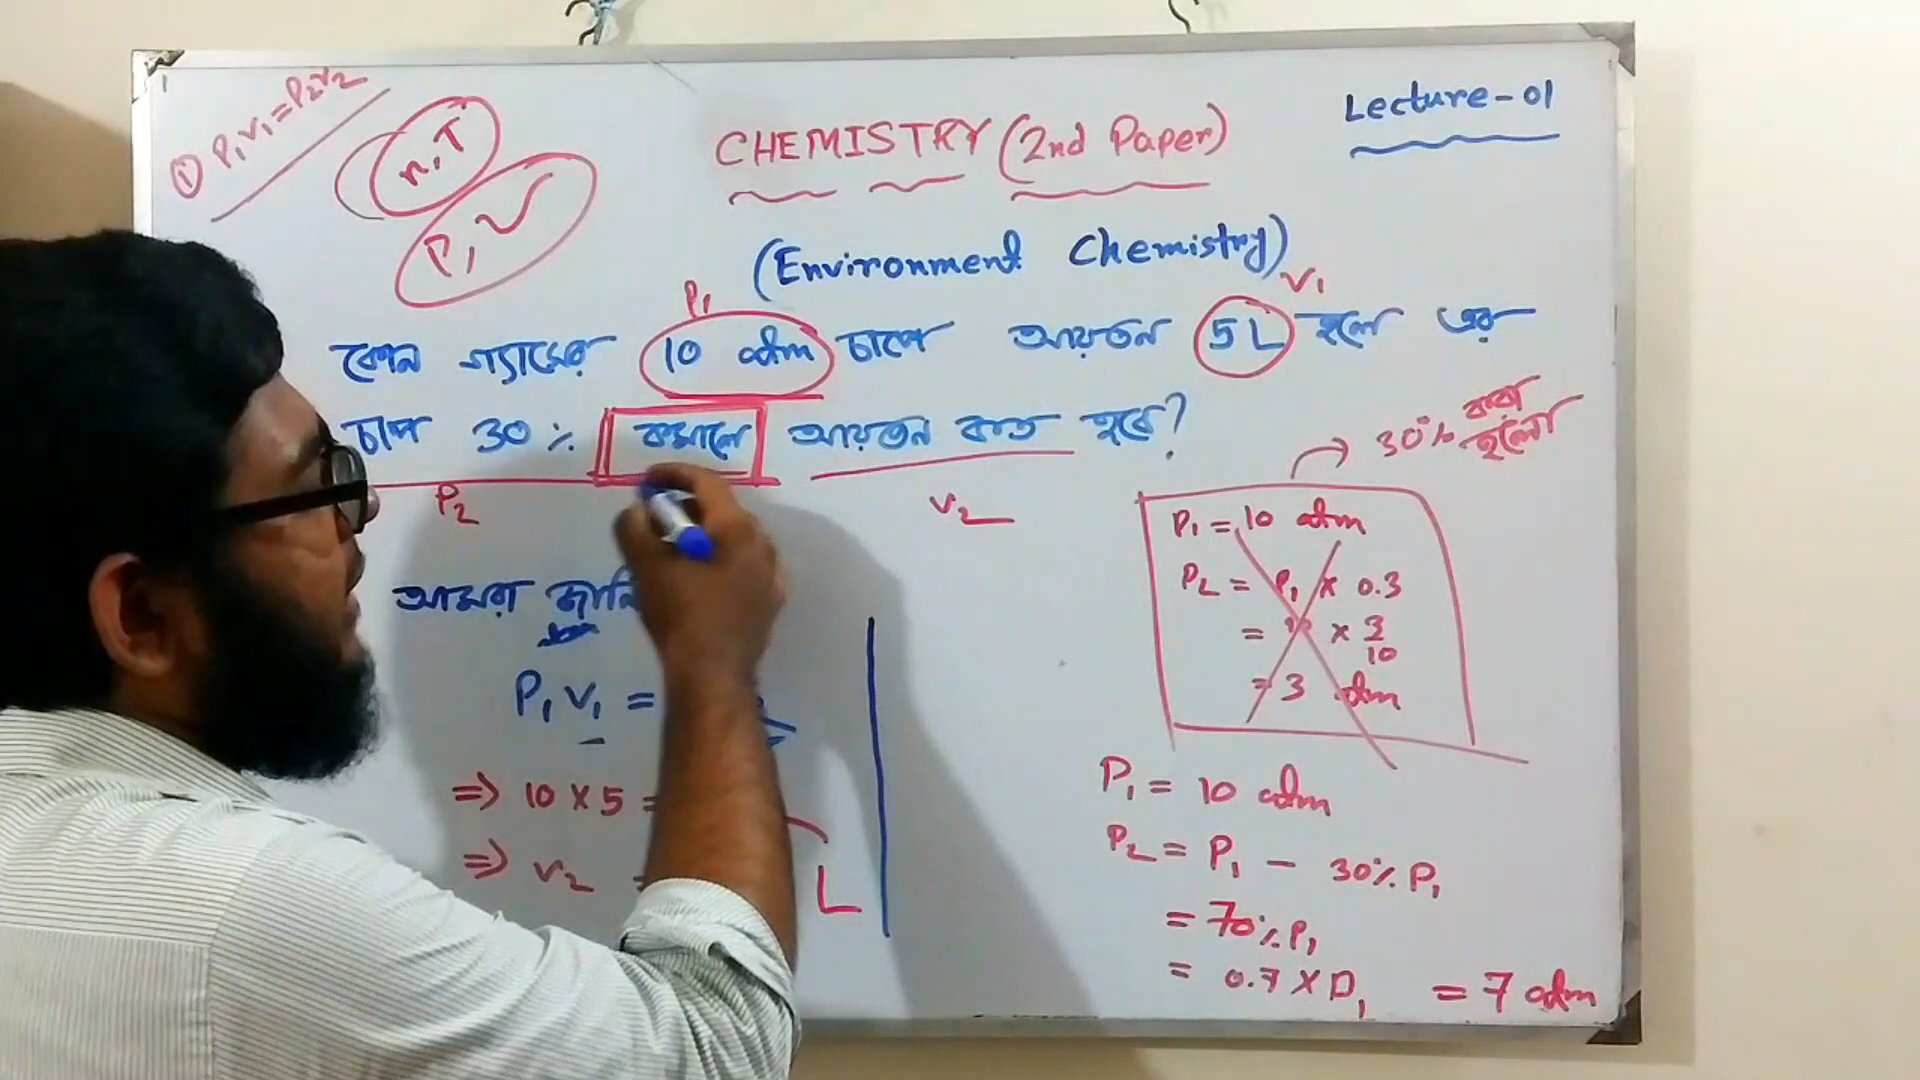 ① P₁V₁=P₂V₂
n,T
P,V
CHEMISTRY (2nd Paper)
Lecture-01
(Environment Chemistry)
P₁
V₁
কোন গ্যাসের 10 atm চাপে আয়তন 5 L হলে এর
চাপ 30% কমালে আয়তন কত হবে?
P₂
V₂
30% করা হলো
আমরা জানি
P₁V₁ =
⇒ 10 × 5 =
⇒ V₂ =
L
P₁ = 10 atm
P₂ = P₁ × 0.3
= 10 × 3/10
= 3 atm
P₁ = 10 atm
P₂ = P₁ – 30% P₁
= 70% P₁
= 0.7 × P₁ = 7 atm